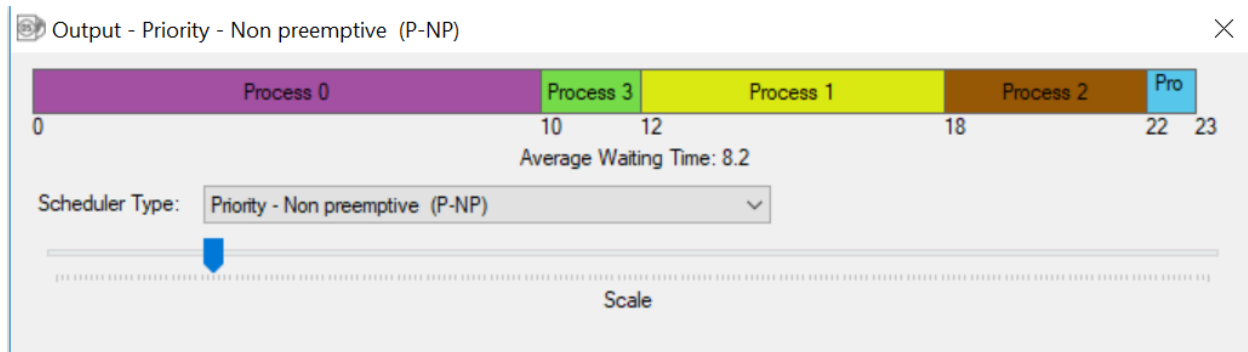 Output - Priority - Non preemptive (P-NP)
Process 0 Process 3 Process 1 Process 2 Pro
0 10 12 18 22 23
Average Waiting Time: 8.2
Scheduler Type: Priority - Non preemptive (P-NP)
Scale